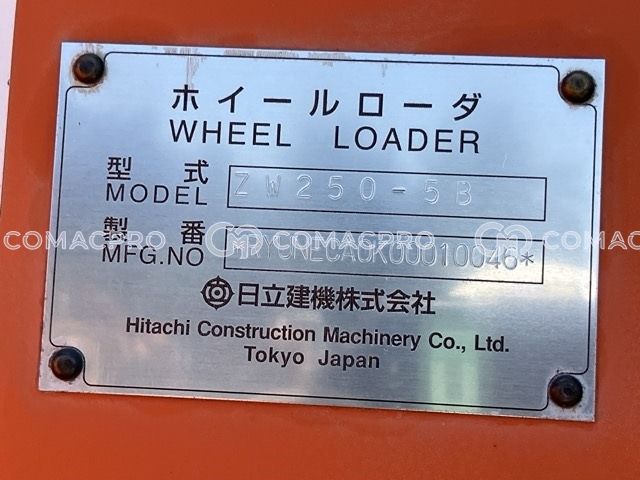 ホイールローダ
WHEEL LOADER
型式 ZW250-5B
MODEL
製番
MFG.NO
日立建機株式会社
Hitachi Construction Machinery Co., Ltd.
Tokyo Japan
COMACPRO COMACPRO COMACPRO